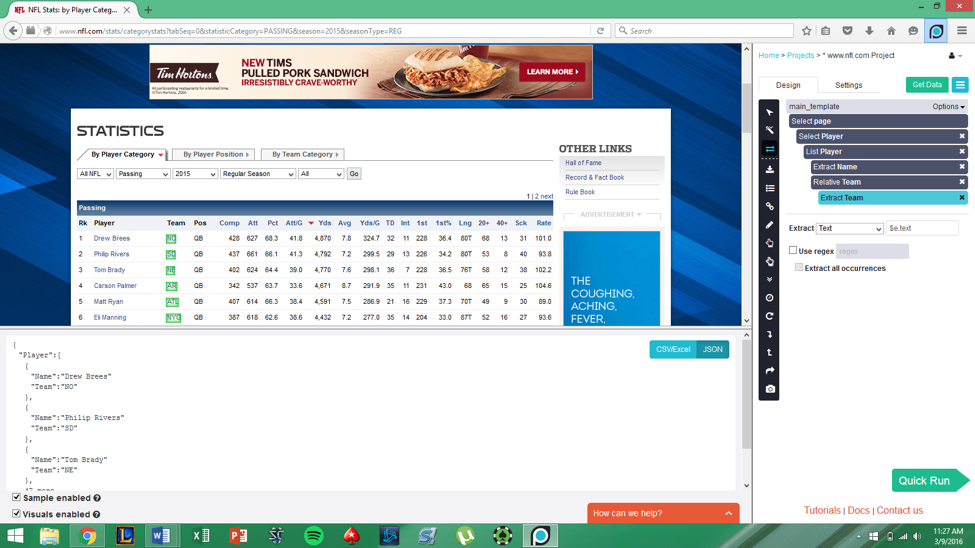 NFL Stats: by Player Categ...
www.nfl.com/stats/categorystats?tabSeq=0&statisticCategory=PASSING&season=2015&seasonType=REG
Search
Tim Hortons.
NEW TIMS
PULLED PORK SANDWICH
IRRESISTIBLY CRAVE-WORTHY
LEARN MORE
STATISTICS
By Player Category
By Player Position
By Team Category
All NFL
Passing
2015
Regular Season
All
Go
OTHER LINKS
Hall of Fame
Record & Fact Book
Rule Book
ADVERTISEMENT
THE
COUGHING,
ACHING,
FEVER,
1 | 2 next
Passing
Rk Player Team Pos Comp Att Pct Att/G Yds Avg Yds/G TD Int 1st 1st% Lng 20+ 40+ Sck Rate
1 Drew Brees NO QB 428 627 68.3 41.8 4,870 7.8 324.7 32 11 228 36.4 80T 68 13 31 101.0
2 Philip Rivers SD QB 437 661 66.1 41.3 4,792 7.2 299.5 29 13 226 34.2 80T 53 8 40 93.8
3 Tom Brady NE QB 402 624 64.4 39.0 4,770 7.6 298.1 36 7 228 36.5 76T 58 12 38 102.2
4 Carson Palmer ARI QB 342 537 63.7 33.6 4,671 8.7 291.9 35 11 231 43.0 68 65 15 25 104.6
5 Matt Ryan ATL QB 407 614 66.3 38.4 4,591 7.5 286.9 21 16 229 37.3 70T 49 9 30 89.0
6 Eli Manning NYG QB 387 618 62.6 38.6 4,432 7.2 277.0 35 14 204 33.0 87T 52 16 27 93.6
{
"Player":[
{
"Name":"Drew Brees"
"Team":"NO"
},
{
"Name":"Philip Rivers"
"Team":"SD"
},
{
"Name":"Tom Brady"
"Team":"NE"
},
CSV/Excel JSON
Sample enabled
Visuals enabled
How can we help?
Home > Projects > * www.nfl.com Project
Design
Settings
Get Data
main_template
Options
Select page
Select Player
List Player
Extract Name
Relative Team
Extract Team
Extract Text $e.text
Use regex regex
Extract all occurrences
Quick Run
Tutorials | Docs | Contact us
11:27 AM
3/9/2016